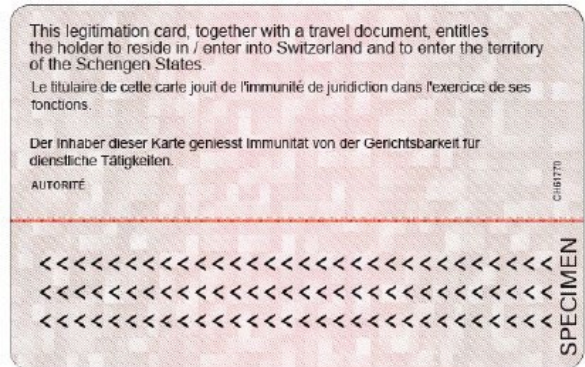 This legitimation card, together with a travel document, entitles
the holder to reside in / enter into Switzerland and to enter the territory
of the Schengen States.
Le titulaire de cette carte jouit de l'immunité de juridiction dans l'exercice de ses
fonctions.
Der Inhaber dieser Karte geniesst Immunität von der Gerichtsbarkeit für
dienstliche Tätigkeiten.
AUTORITÉ
CH61770
<<<<<<<<<<<<<<<<<<<<<<<<<<<<<<
<<<<<<<<<<<<<<<<<<<<<<<<<<<<<<
<<<<<<<<<<<<<<<<<<<<<<<<<<<<<<
SPECIMEN